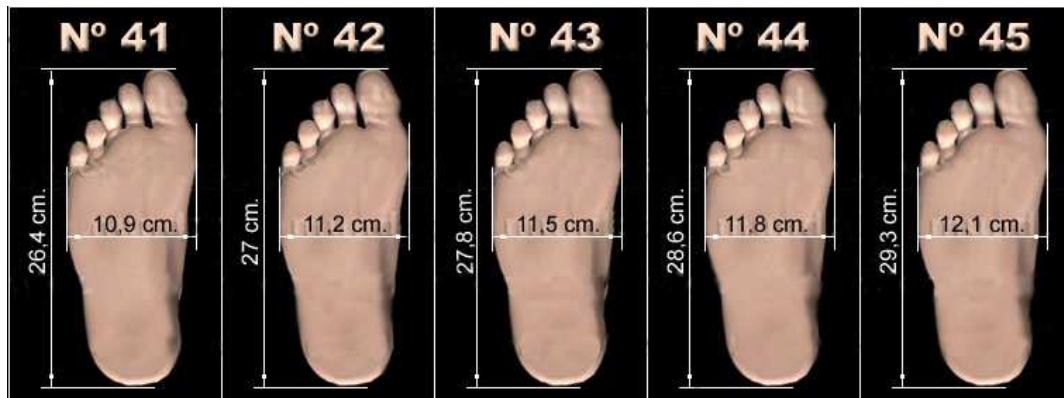 Nº 41
26,4 cm.
10,9 cm.
Nº 42
27 cm.
11,2 cm.
Nº 43
27,8 cm.
11,5 cm.
Nº 44
28,6 cm.
11,8 cm.
Nº 45
29,3 cm.
12,1 cm.